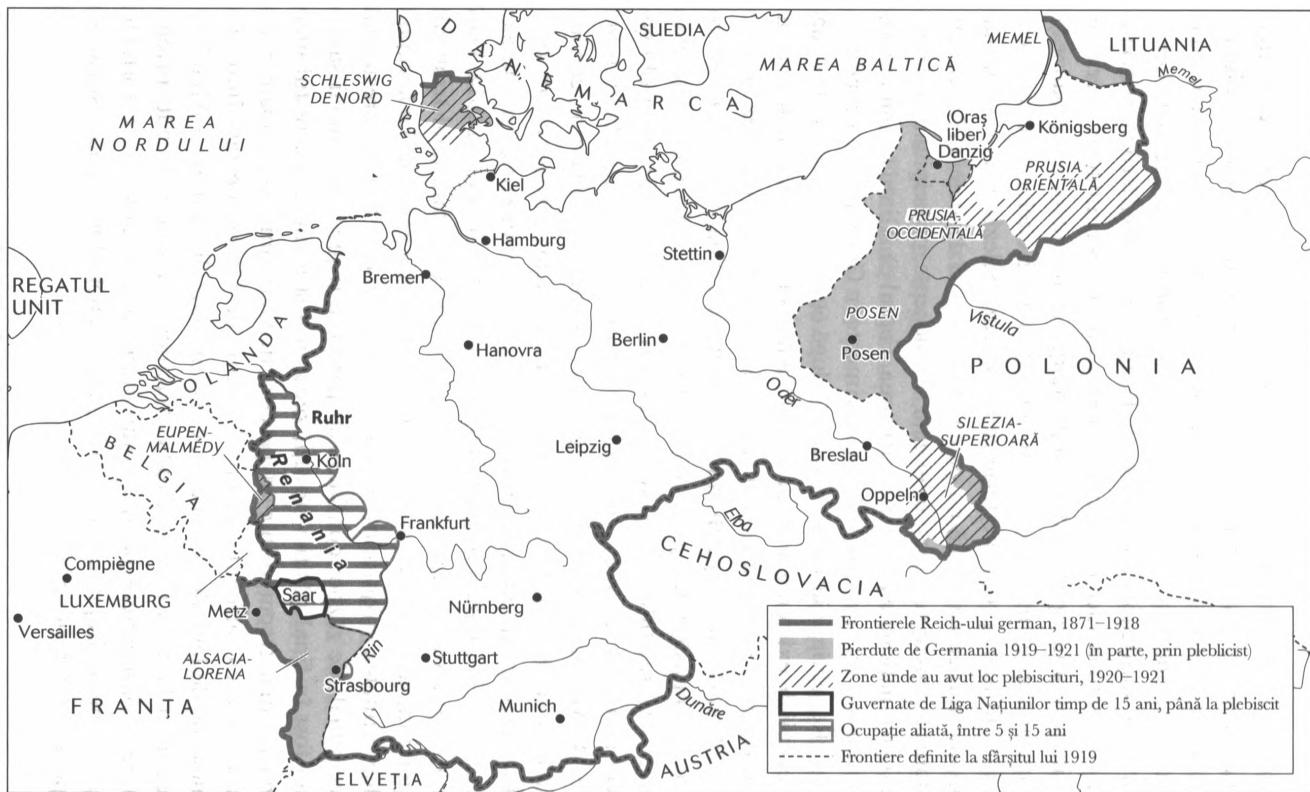 DANEMARCA
SUEDIA
MEMEL
LITUANIA
Memel
MAREA BALTICĂ
SCHLESWIG
DE NORD
MAREA
NORDULUI
(Oraș
liber)
Danzig
Königsberg
PRUSIA
ORIENTALĂ
Kiel
PRUSIA-
OCCIDENTALĂ
Hamburg
Stettin
Bremen
REGATUL
UNIT
OLANDA
Hanovra
Berlin
POSEN
Posen
Vistula
POLONIA
Oder
Ruhr
EUPEN-
MALMÉDY
BELGIA
Köln
Renania
Leipzig
Breslau
SILEZIA-
SUPERIOARĂ
Oppeln
Elba
Frankfurt
CEHOSLOVACIA
Compiègne
LUXEMBURG
Saar
Metz
Nürnberg
Versailles
ALSACIA-
LORENA
Rin
Stuttgart
Strasbourg
FRANȚA
Munich
Dunăre
AUSTRIA
ELVEȚIA
Frontierele Reich-ului german, 1871–1918
Pierdute de Germania 1919–1921 (în parte, prin pleblicist)
Zone unde au avut loc plebiscituri, 1920–1921
Guvernate de Liga Națiunilor timp de 15 ani, până la plebiscit
Ocupație aliată, între 5 și 15 ani
Frontiere definite la sfârșitul lui 1919